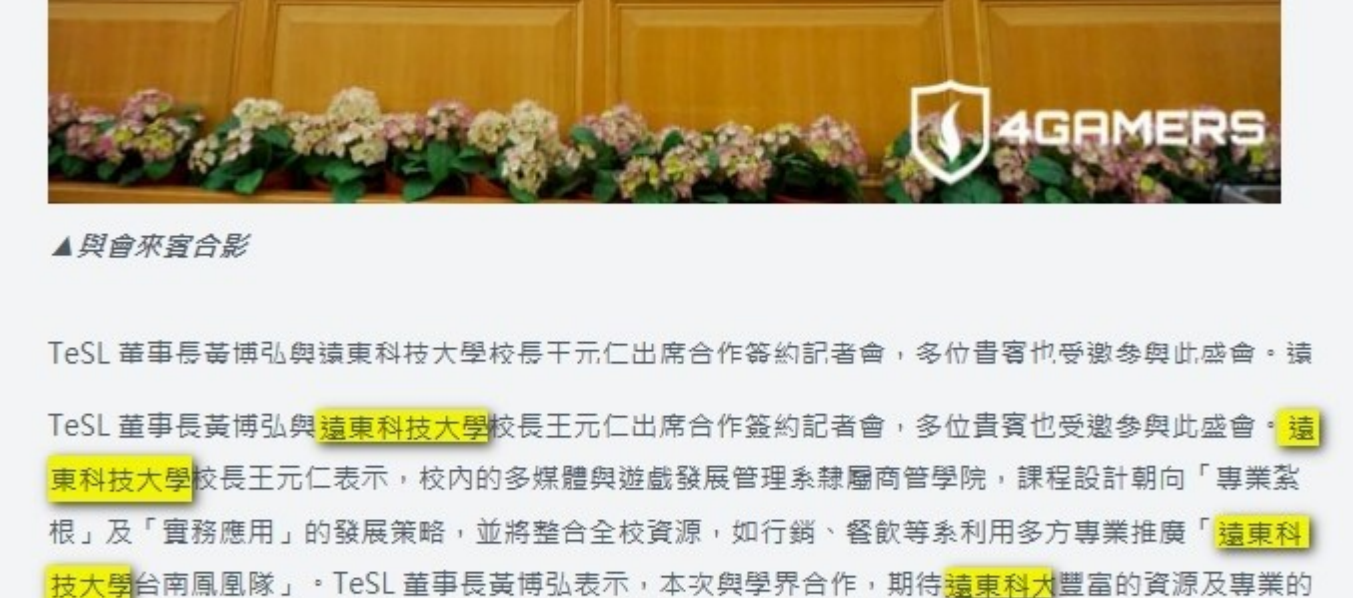 4GAMERS
▲與會來賓合影
TeSL 董事長黃博弘與遠東科技大學校長王元仁出席合作簽約記者會，多位貴賓也受邀參與此盛會。遠
TeSL 董事長黃博弘與遠東科技大學校長王元仁出席合作簽約記者會，多位貴賓也受邀參與此盛會。遠
東科技大學校長王元仁表示，校內的多媒體與遊戲發展管理系隸屬商管學院，課程設計朝向「專業紮
根」及「實務應用」的發展策略，並將整合全校資源，如行銷、餐飲等系利用多方專業推廣「遠東科
技大學台南鳳凰隊」。TeSL 董事長黃博弘表示，本次與學界合作，期待遠東科大豐富的資源及專業的